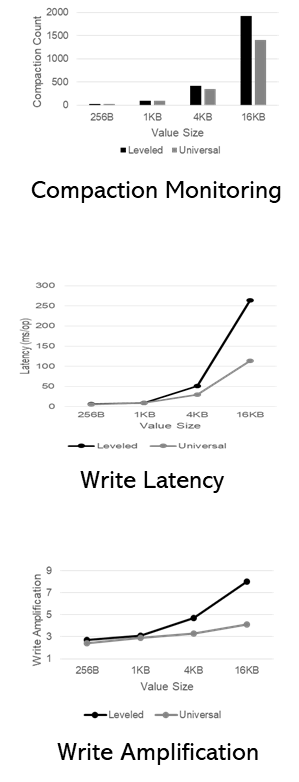 2000
1500
1000
500
0
Compaction Count
256B 1KB 4KB 16KB
Value Size
Leveled Universal
Compaction Monitoring
300
250
200
150
100
50
0
Latency (ms/op)
256B 1KB 4KB 16KB
Value Size
Leveled Universal
Write Latency
9
7
5
3
1
Write Amplification
256B 1KB 4KB 16KB
Value Size
Leveled Universal
Write Amplification